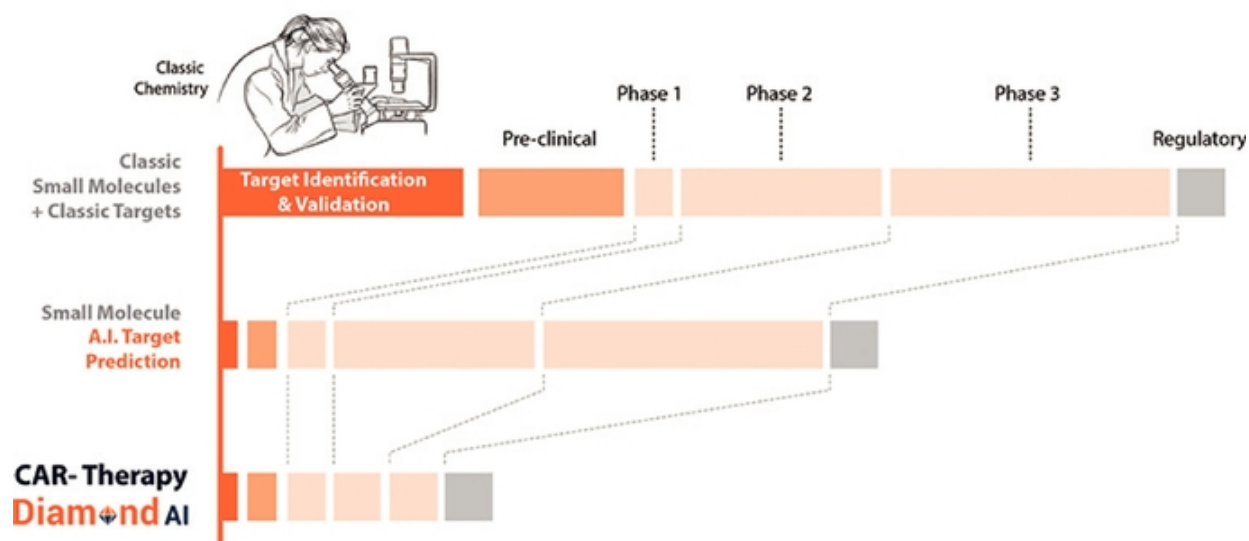 Classic
Chemistry
Phase 1
Phase 2
Phase 3
Pre-clinical
Regulatory
Classic
Small Molecules
+ Classic Targets
Target Identification
& Validation
Small Molecule
A.I. Target
Prediction
CAR- Therapy
Diamond AI